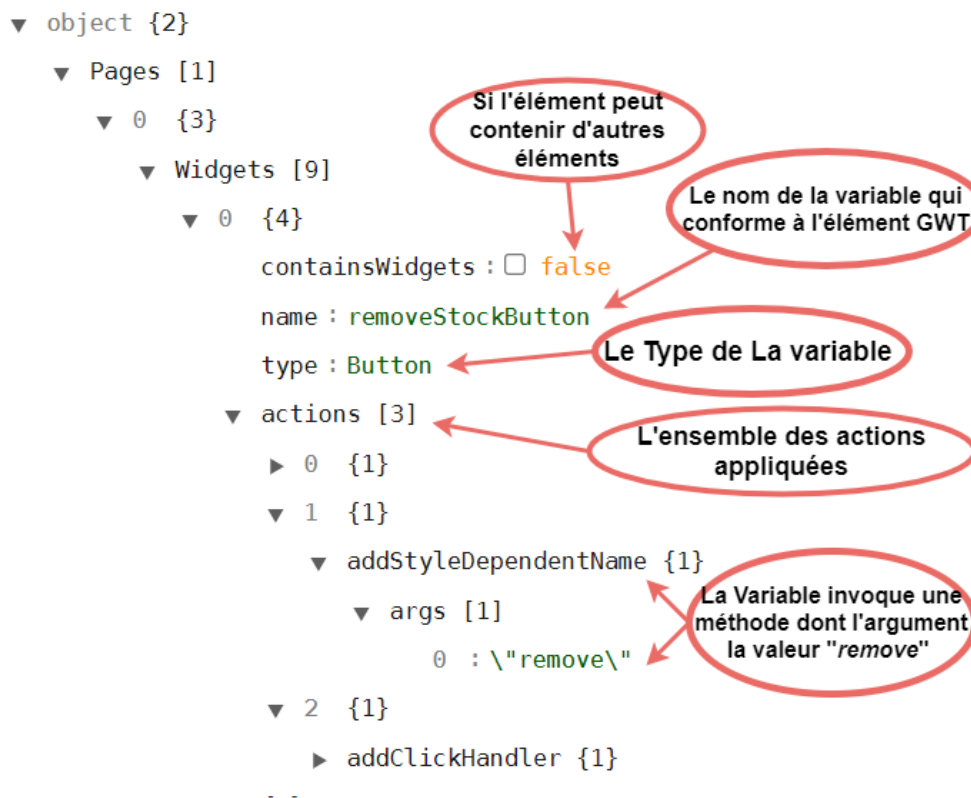 object {2}
Pages [1]
0 {3}
Widgets [9]
0 {4}
containsWidgets : false
name : removeStockButton
type : Button
actions [3]
0 {1}
1 {1}
addStyleDependentName {1}
args [1]
0 : \"remove\"
2 {1}
addClickHandler {1}
Si l'élément peut
contenir d'autres
éléments
Le nom de la variable qui
conforme à l'élément GWT
Le Type de La variable
L'ensemble des actions
appliquées
La Variable invoque une
méthode dont l'argument
la valeur "remove"